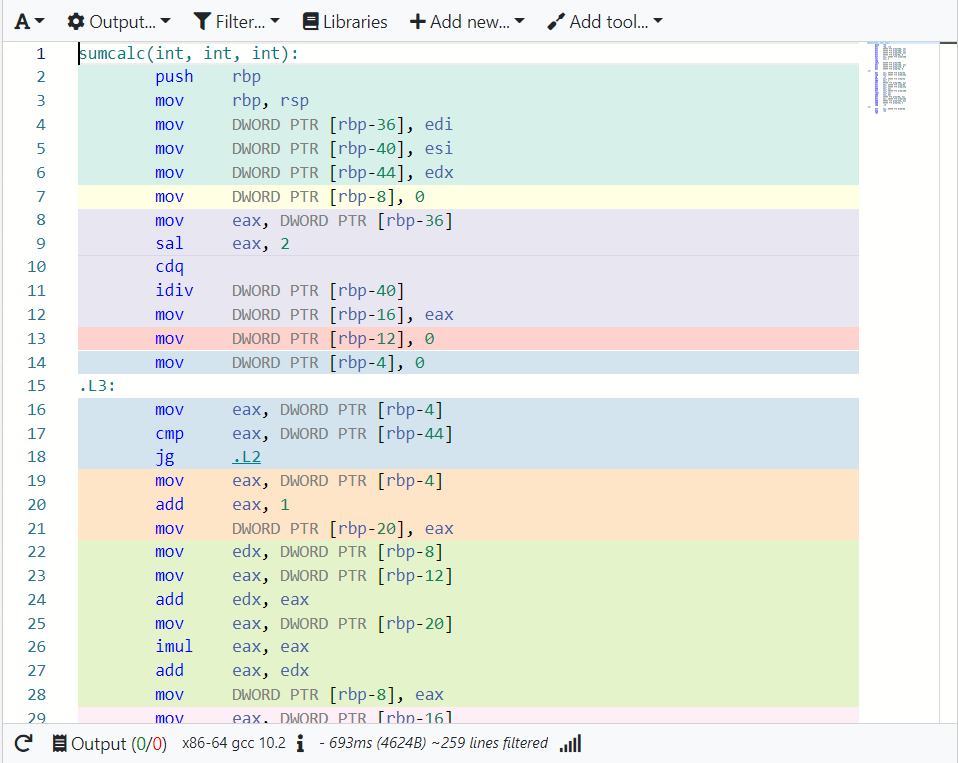 A Output... Filter... Libraries Add new... Add tool...
1 sumcalc(int, int, int):
2 push rbp
3 mov rbp, rsp
4 mov DWORD PTR [rbp-36], edi
5 mov DWORD PTR [rbp-40], esi
6 mov DWORD PTR [rbp-44], edx
7 mov DWORD PTR [rbp-8], 0
8 mov eax, DWORD PTR [rbp-36]
9 sal eax, 2
10 cdq
11 idiv DWORD PTR [rbp-40]
12 mov DWORD PTR [rbp-16], eax
13 mov DWORD PTR [rbp-12], 0
14 mov DWORD PTR [rbp-4], 0
15 .L3:
16 mov eax, DWORD PTR [rbp-4]
17 cmp eax, DWORD PTR [rbp-44]
18 jg .L2
19 mov eax, DWORD PTR [rbp-4]
20 add eax, 1
21 mov DWORD PTR [rbp-20], eax
22 mov edx, DWORD PTR [rbp-8]
23 mov eax, DWORD PTR [rbp-12]
24 add edx, eax
25 mov eax, DWORD PTR [rbp-20]
26 imul eax, eax
27 add eax, edx
28 mov DWORD PTR [rbp-8], eax
29 mov eax, DWORD PTR [rbp-16]
Output (0/0) x86-64 gcc 10.2 i - 693ms (4624B) ~259 lines filtered